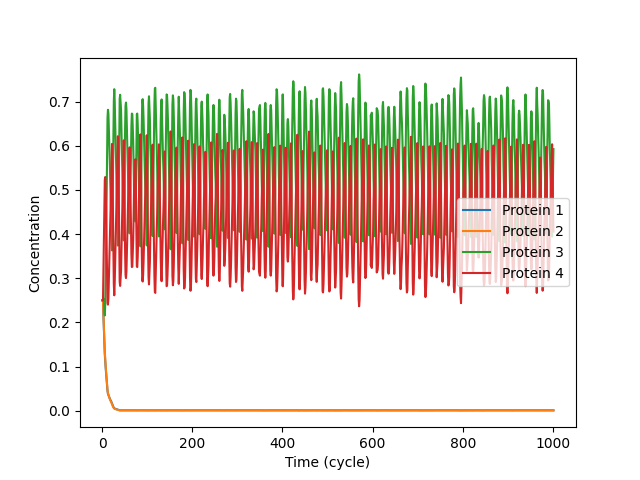 Concentration
0.7
0.6
0.5
0.4
0.3
0.2
0.1
0.0
Protein 1
Protein 2
Protein 3
Protein 4
0
200
400
600
800
1000
Time (cycle)